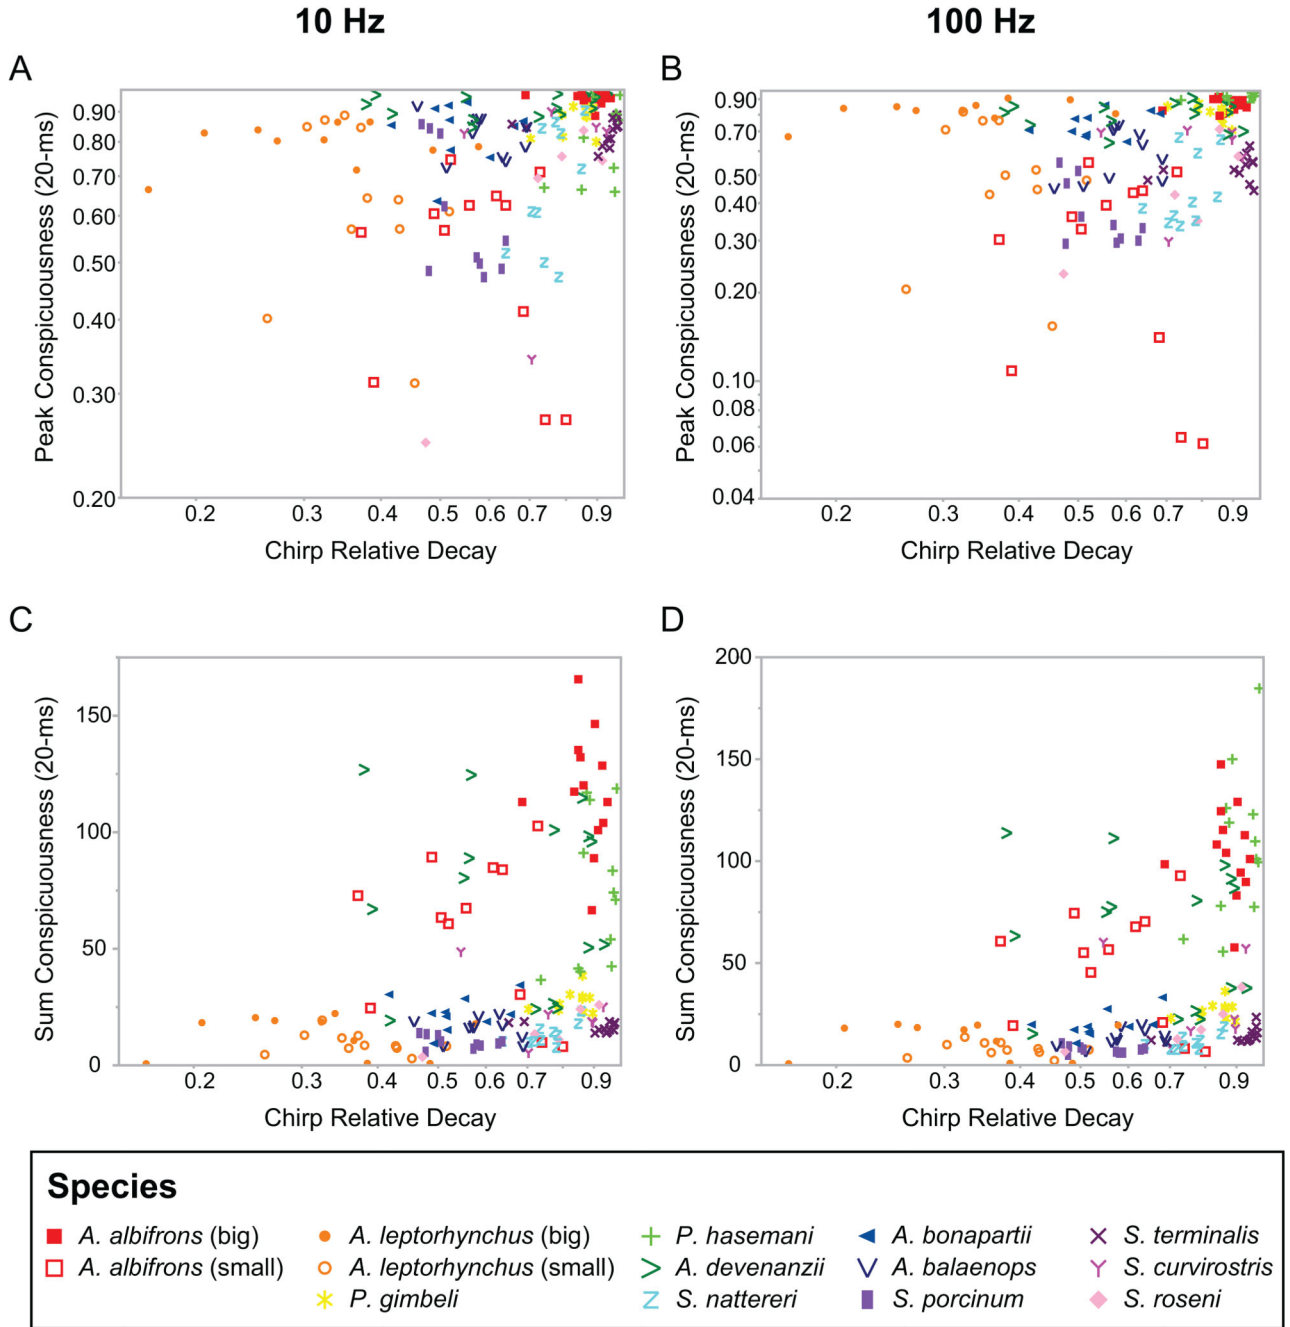 10 Hz
100 Hz
A
B
0.90
0.80
0.70
0.60
0.50
0.40
0.30
0.20
Peak Conspicuousness (20-ms)
0.2 0.3 0.4 0.5 0.6 0.7 0.9
Chirp Relative Decay
0.90
0.70
0.50
0.40
0.30
0.20
0.10
0.08
0.06
0.04
Peak Conspicuousness (20-ms)
0.2 0.3 0.4 0.5 0.6 0.7 0.9
Chirp Relative Decay
C
D
150
100
50
0
Sum Conspicuousness (20-ms)
0.2 0.3 0.4 0.5 0.6 0.7 0.9
Chirp Relative Decay
200
150
100
50
0
Sum Conspicuousness (20-ms)
0.2 0.3 0.4 0.5 0.6 0.7 0.9
Chirp Relative Decay
Species
A. albifrons (big)
A. albifrons (small)
A. leptorhynchus (big)
A. leptorhynchus (small)
P. gimbeli
P. hasemani
A. devenanzii
S. nattereri
A. bonapartii
A. balaenops
S. porcinum
S. terminalis
S. curvirostris
S. roseni